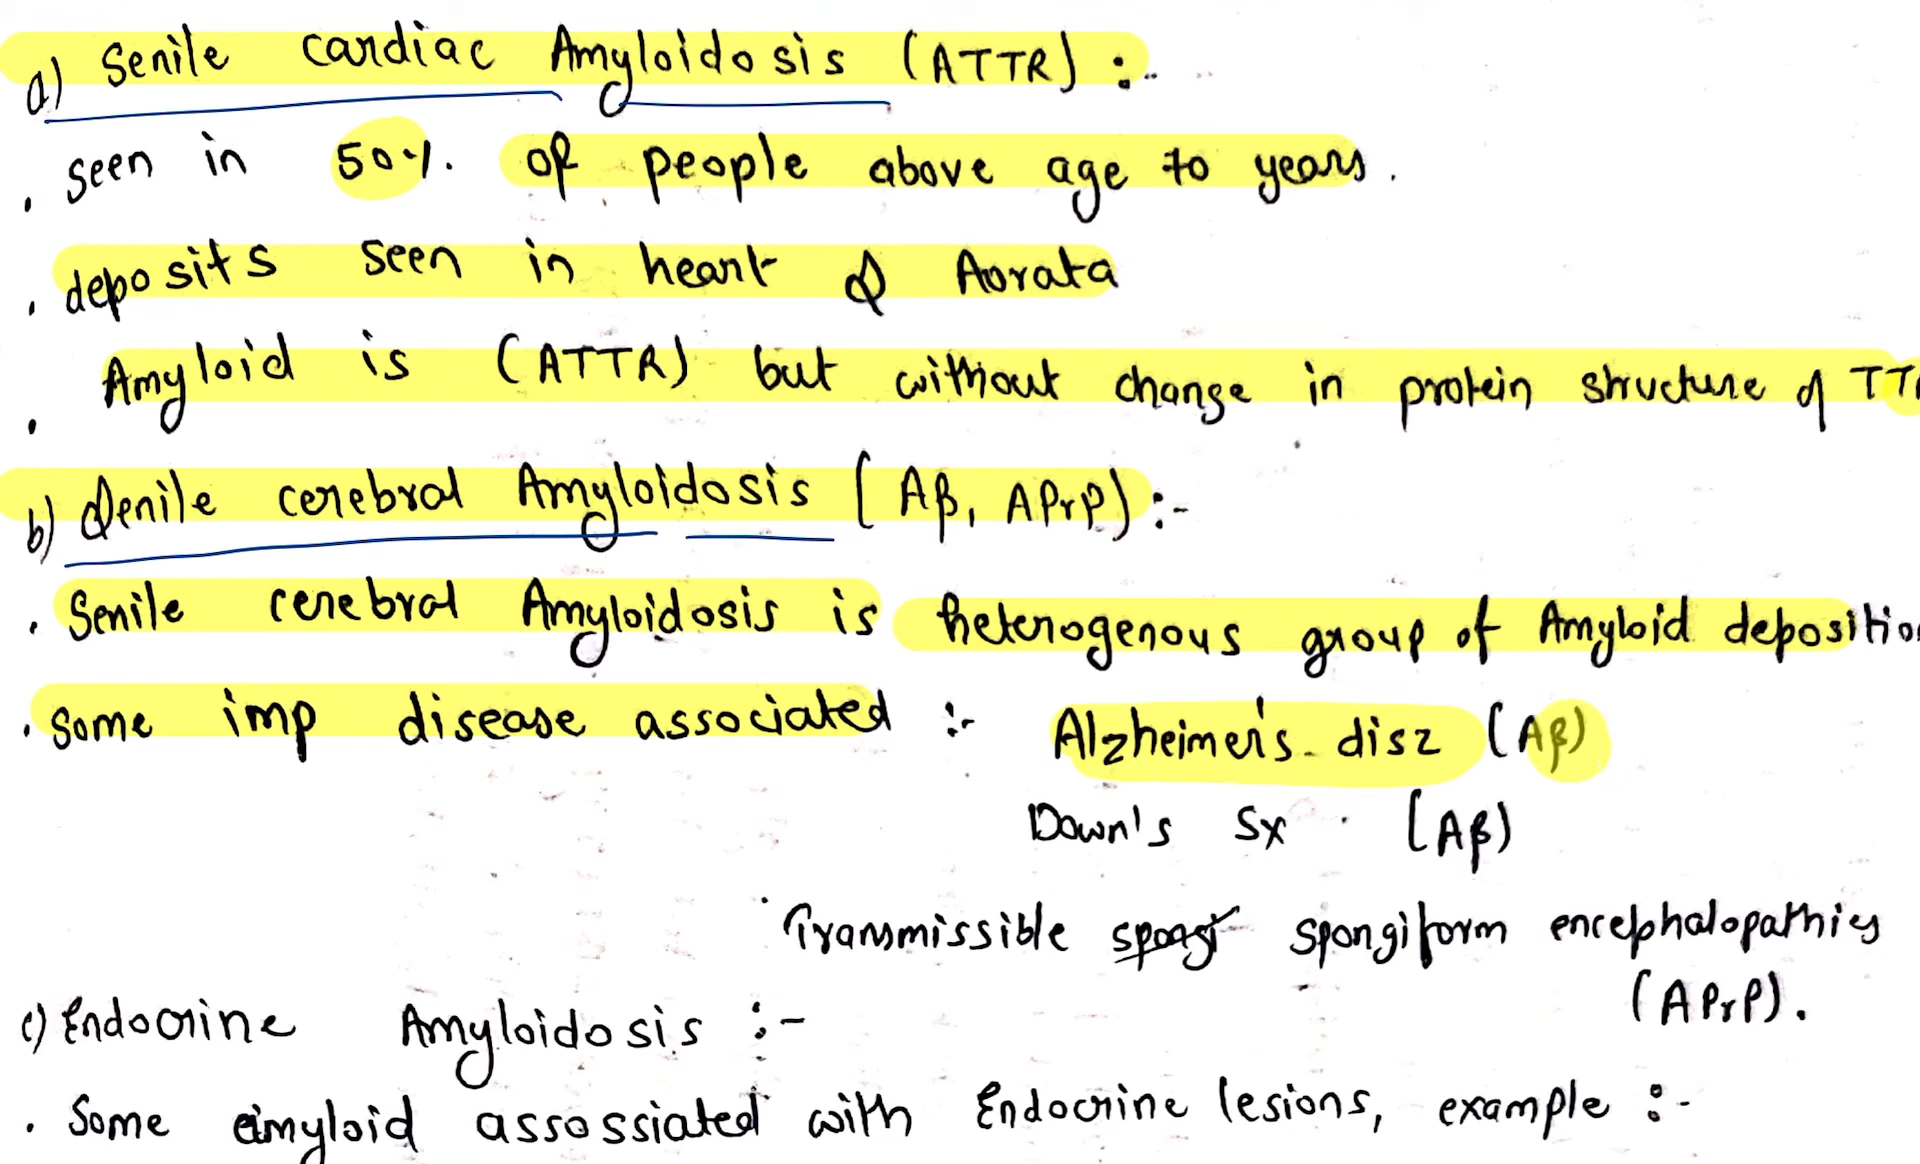 a) Senile cardiac Amyloidosis (ATTR) :-
. seen in 50%. of people above age 70 years.
. deposits seen in heart & Aorata
. Amyloid is (ATTR) but without change in protein structure of TTR
b) Senile cerebral Amyloidosis (Aβ, APrP) :-
. Senile cerebral Amyloidosis is heterogenous group of Amyloid deposition
. Some imp disease associated :- Alzheimer's disz (Aβ)
Down's Sx . (Aβ)
Transmissible spongiform encephalopathies
(APrP).
c) Endocrine Amyloidosis :-
. Some amyloid assossiated with Endocrine lesions, example :-